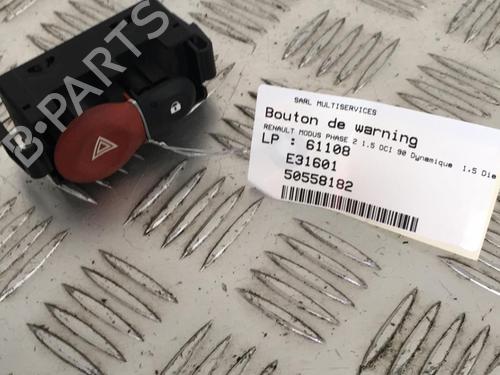 B-PARTS
SARL MULTISERVICES
Bouton de warning
RENAULT MODUS PHASE 2 1.5 DCI 90 Dynamique 1.5 Die
LP : 61108
E31601
50558182